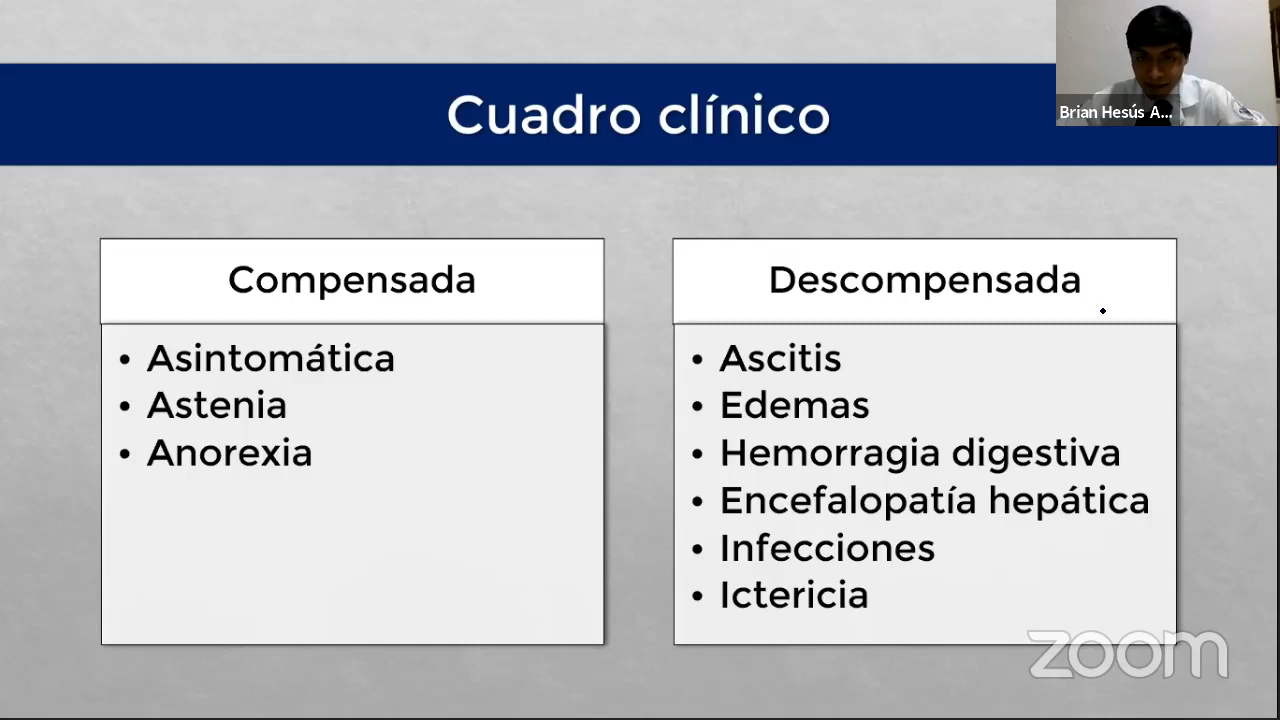 Cuadro clínico
Brian Hesús A...
Compensada
• Asintomática
• Astenia
• Anorexia
Descompensada
• Ascitis
• Edemas
• Hemorragia digestiva
• Encefalopatía hepática
• Infecciones
• Ictericia
zoom